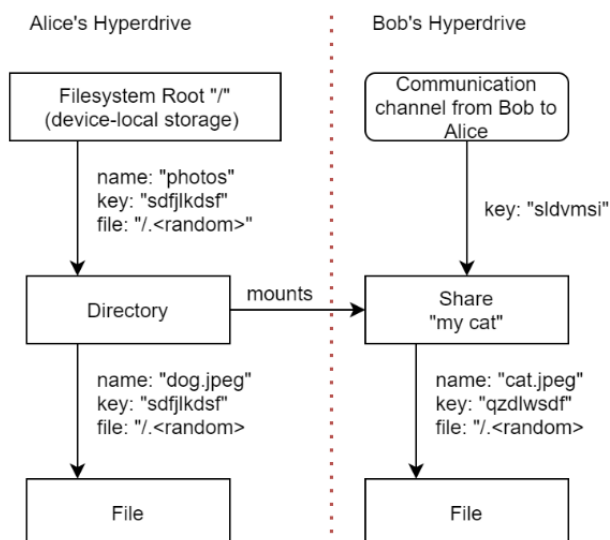 Alice's Hyperdrive
Bob's Hyperdrive
Filesystem Root "/"
(device-local storage)
Communication
channel from Bob to
Alice
name: "photos"
key: "sdfjlkdsf"
file: "/.<random>"
key: "sldvmsi"
Directory
mounts
Share
"my cat"
name: "dog.jpeg"
key: "sdfjlkdsf"
file: "/.<random>
name: "cat.jpeg"
key: "qzdlwsdf"
file: "/.<random>
File
File